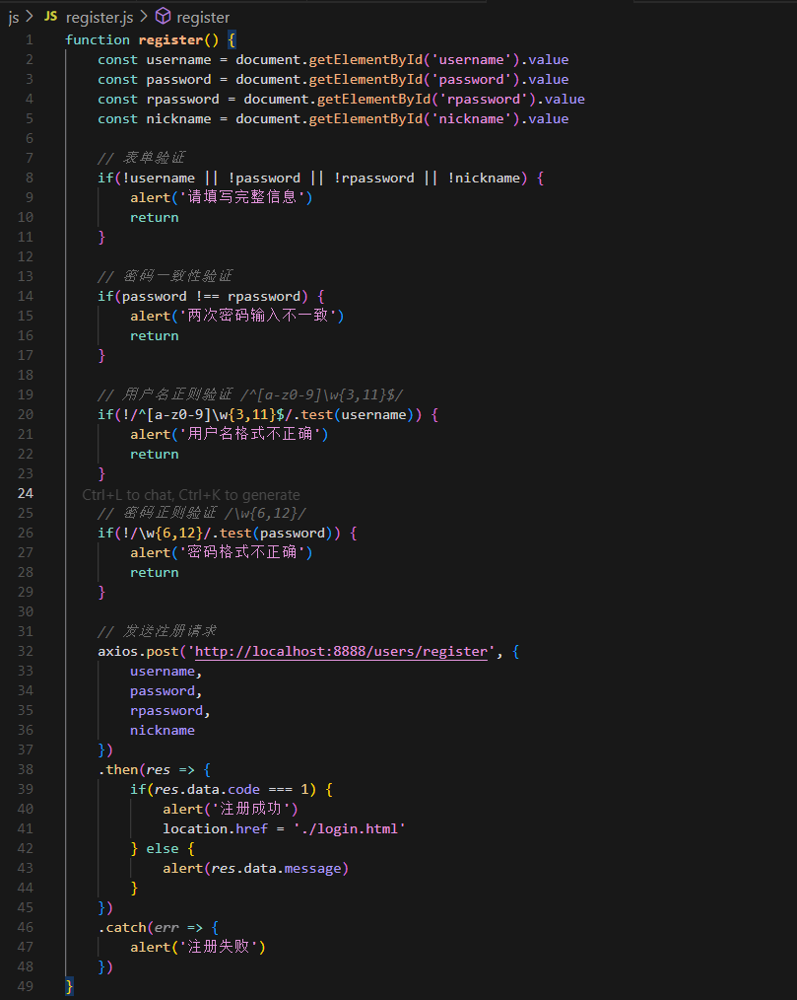 js > JS register.js > register
1 function register() {
2 const username = document.getElementById('username').value
3 const password = document.getElementById('password').value
4 const rpassword = document.getElementById('rpassword').value
5 const nickname = document.getElementById('nickname').value
6
7 // 表单验证
8 if(!username || !password || !rpassword || !nickname) {
9 alert('请填写完整信息')
10 return
11 }
12
13 // 密码一致性验证
14 if(password !== rpassword) {
15 alert('两次密码输入不一致')
16 return
17 }
18
19 // 用户名正则验证 /^[a-z0-9]\w{3,11}$/
20 if(!/^[a-z0-9]\w{3,11}$/.test(username)) {
21 alert('用户名格式不正确')
22 return
23 }
24 Ctrl+L to chat, Ctrl+K to generate
25 // 密码正则验证 /\w{6,12}/
26 if(!/\w{6,12}/.test(password)) {
27 alert('密码格式不正确')
28 return
29 }
30
31 // 发送注册请求
32 axios.post('http://localhost:8888/users/register', {
33 username,
34 password,
35 rpassword,
36 nickname
37 })
38 .then(res => {
39 if(res.data.code === 1) {
40 alert('注册成功')
41 location.href = './login.html'
42 } else {
43 alert(res.data.message)
44 }
45 })
46 .catch(err => {
47 alert('注册失败')
48 })
49 }